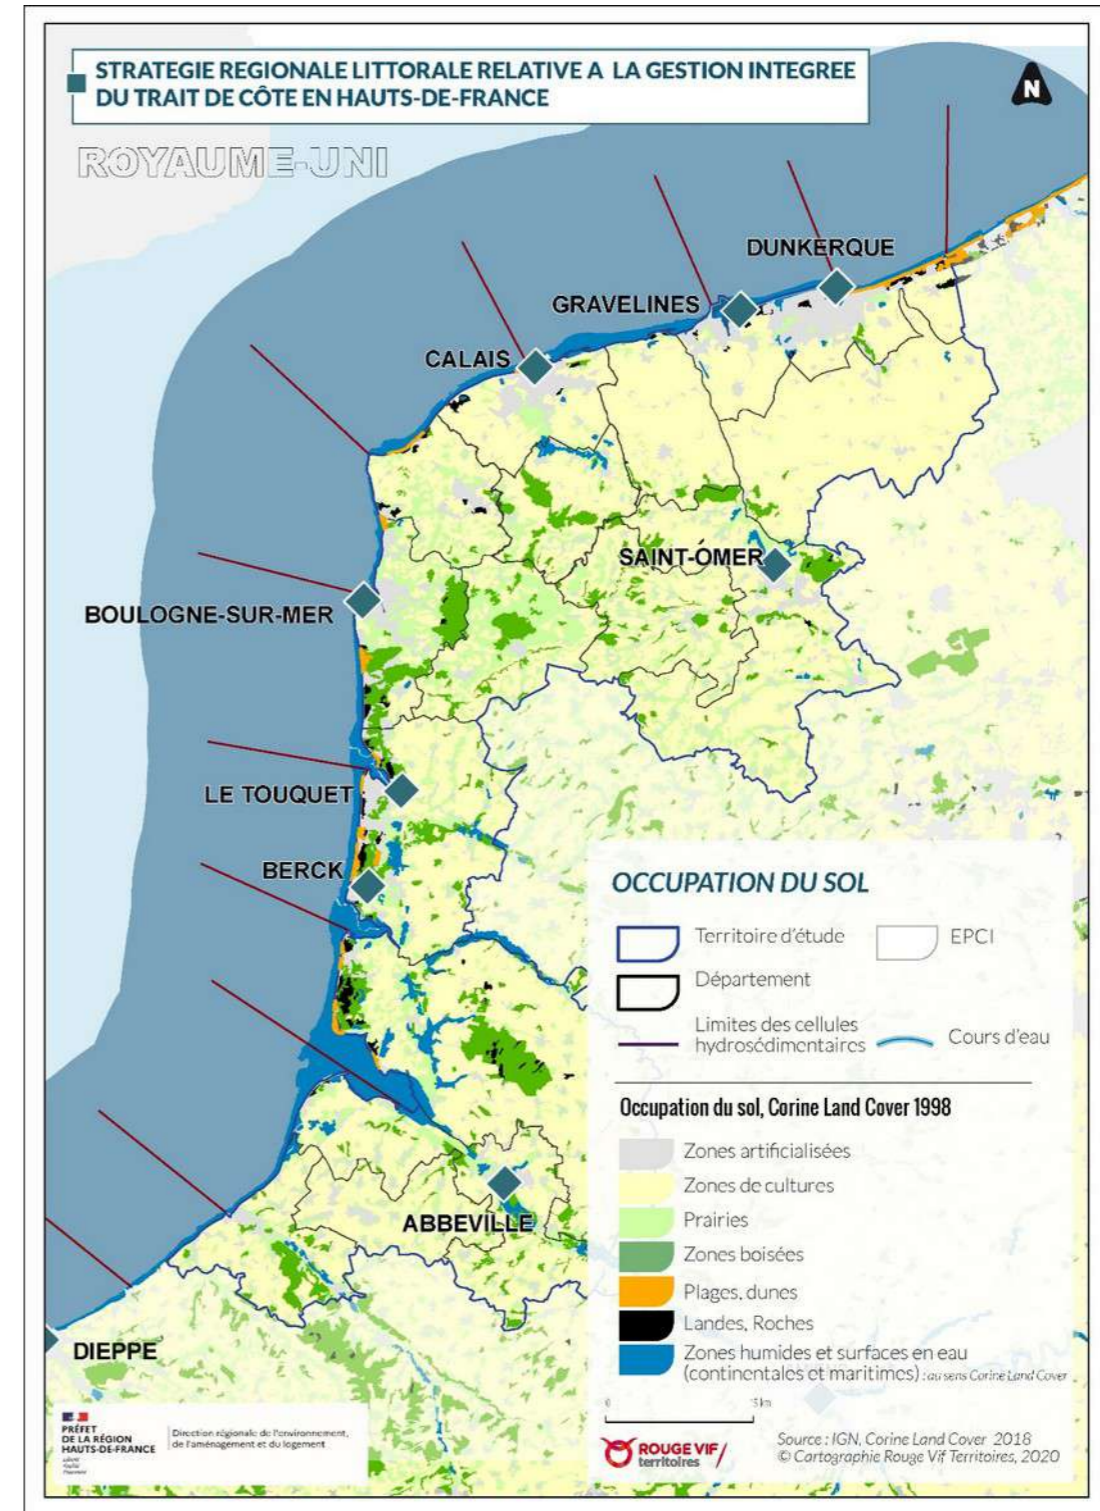 STRATEGIE REGIONALE LITTORALE RELATIVE A LA GESTION INTEGREE
DU TRAIT DE CÔTE EN HAUTS-DE-FRANCE
N
ROYAUME-UNI
DUNKERQUE
GRAVELINES
CALAIS
SAINT-OMER
BOULOGNE-SUR-MER
LE TOUQUET
BERCK
ABBEVILLE
DIEPPE
OCCUPATION DU SOL
Territoire d'étude
EPCI
Département
Limites des cellules
hydrosédimentaires
Cours d'eau
Occupation du sol, Corine Land Cover 1998
Zones artificialisées
Zones de cultures
Prairies
Zones boisées
Plages, dunes
Landes, Roches
Zones humides et surfaces en eau
(continentales et maritimes) : au sens Corine Land Cover
0 5 km
ROUGE VIF
territoires
Source : IGN, Corine Land Cover 2018
© Cartographie Rouge Vif Territoires, 2020
PRÉFET
DE LA RÉGION
HAUTS-DE-FRANCE
Direction régionale de l'environnement,
de l'aménagement et du logement